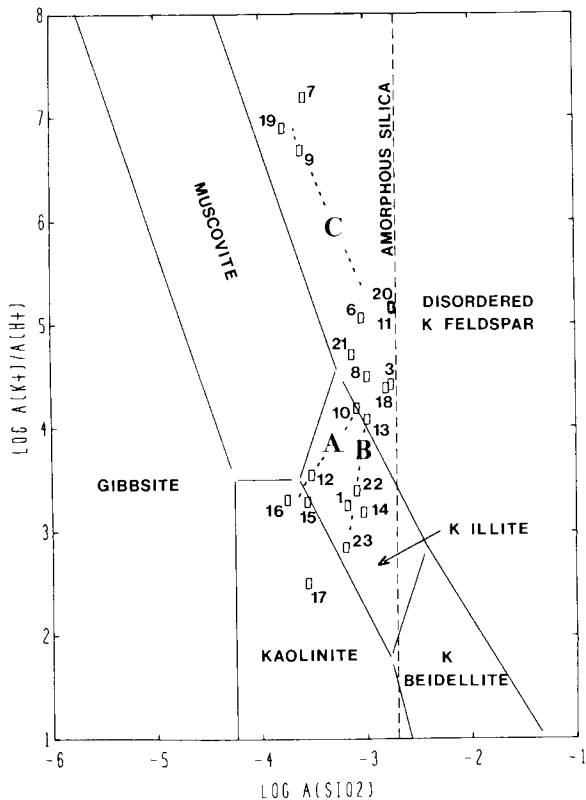 8
7
6
5
4
3
2
1
LOG A(K+)/A(H+)
7
19
9
MUSCOVITE
C
AMORPHOUS SILICA
20
11
DISORDERED
K FELDSPAR
6
21
8
3
18
10
13
A
B
GIBBSITE
12
16
15
1
22
14
23
K ILLITE
17
KAOLINITE
K
BEIDELLITE
-6
-5
-4
-3
-2
-1
LOG A(SIO2)